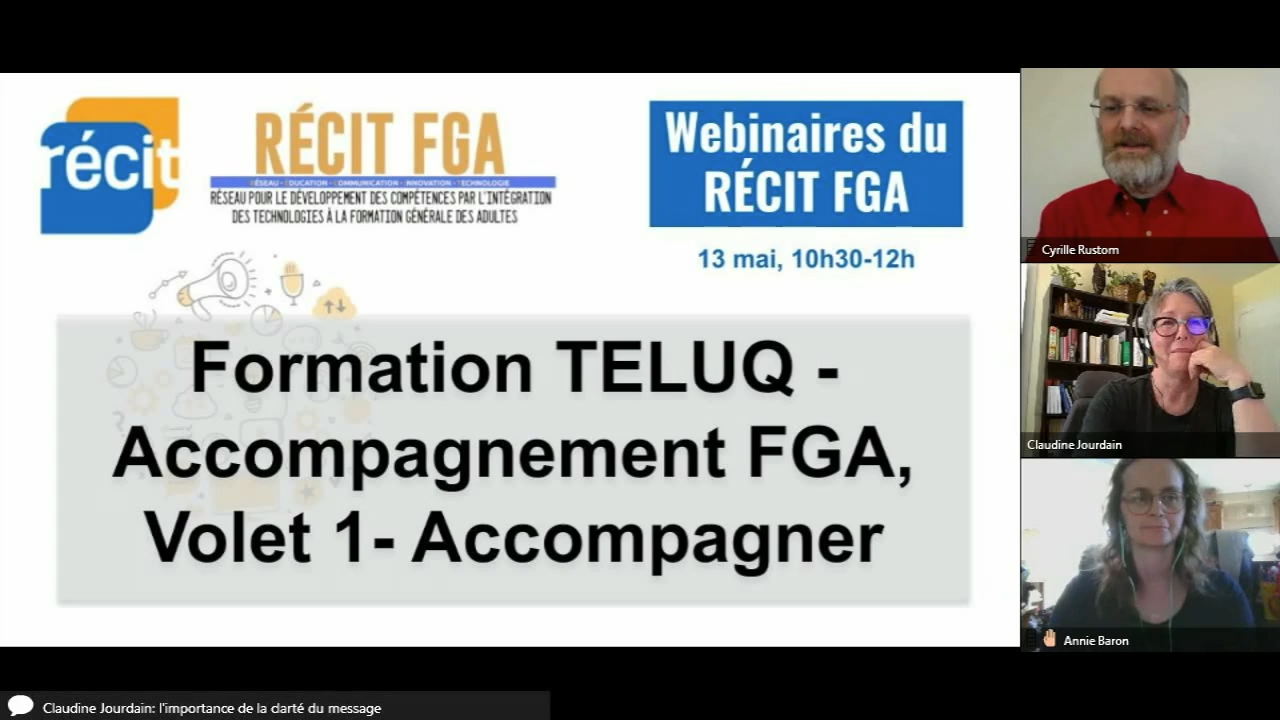 récit
RÉCIT FGA
RÉSEAU - ÉDUCATION - COMMUNICATION - INNOVATION - TECHNOLOGIE
RÉSEAU POUR LE DÉVELOPPEMENT DES COMPÉTENCES PAR L'INTÉGRATION
DES TECHNOLOGIES À LA FORMATION GÉNÉRALE DES ADULTES
Webinaires du
RÉCIT FGA
13 mai, 10h30-12h
Formation TELUQ -
Accompagnement FGA,
Volet 1- Accompagner
Cyrille Rustom
Claudine Jourdain
Annie Baron
Claudine Jourdain: l'importance de la clarté du message